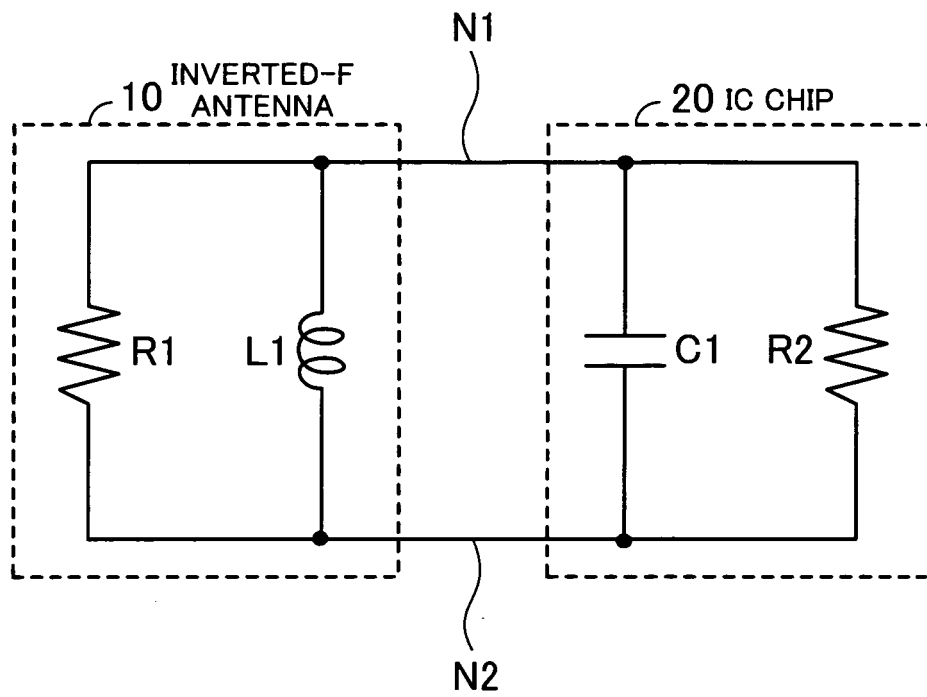 N1
10 INVERTED-F
ANTENNA
20 IC CHIP
R1
L1
C1
R2
N2